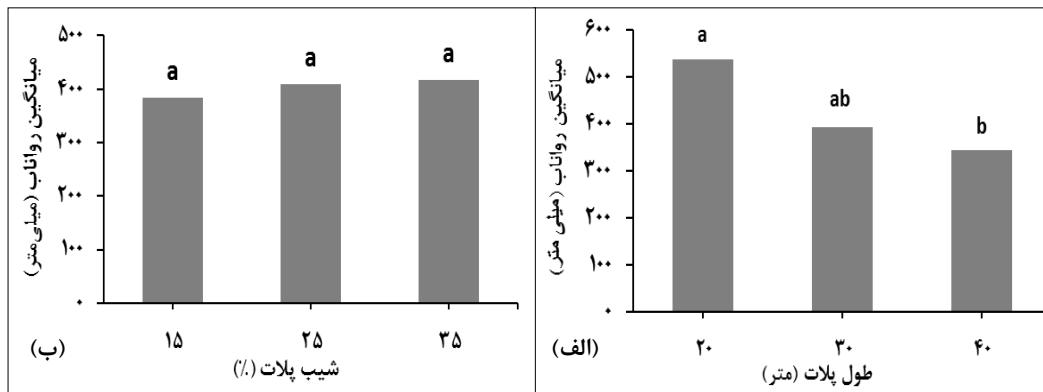 میانگین رواناب (میلی متر)
۶۰۰
۵۰۰
۴۰۰
۳۰۰
۲۰۰
۱۰۰
۰
a
ab
b
۲۰ ۳۰ ۴۰
طول پلات (متر)
(الف)
میانگین رواناب (میلی‌متر)
۵۰۰
۴۰۰
۳۰۰
۲۰۰
۱۰۰
۰
a a a
۱۵ ۲۵ ۳۵
شیب پلات (٪)
(ب)